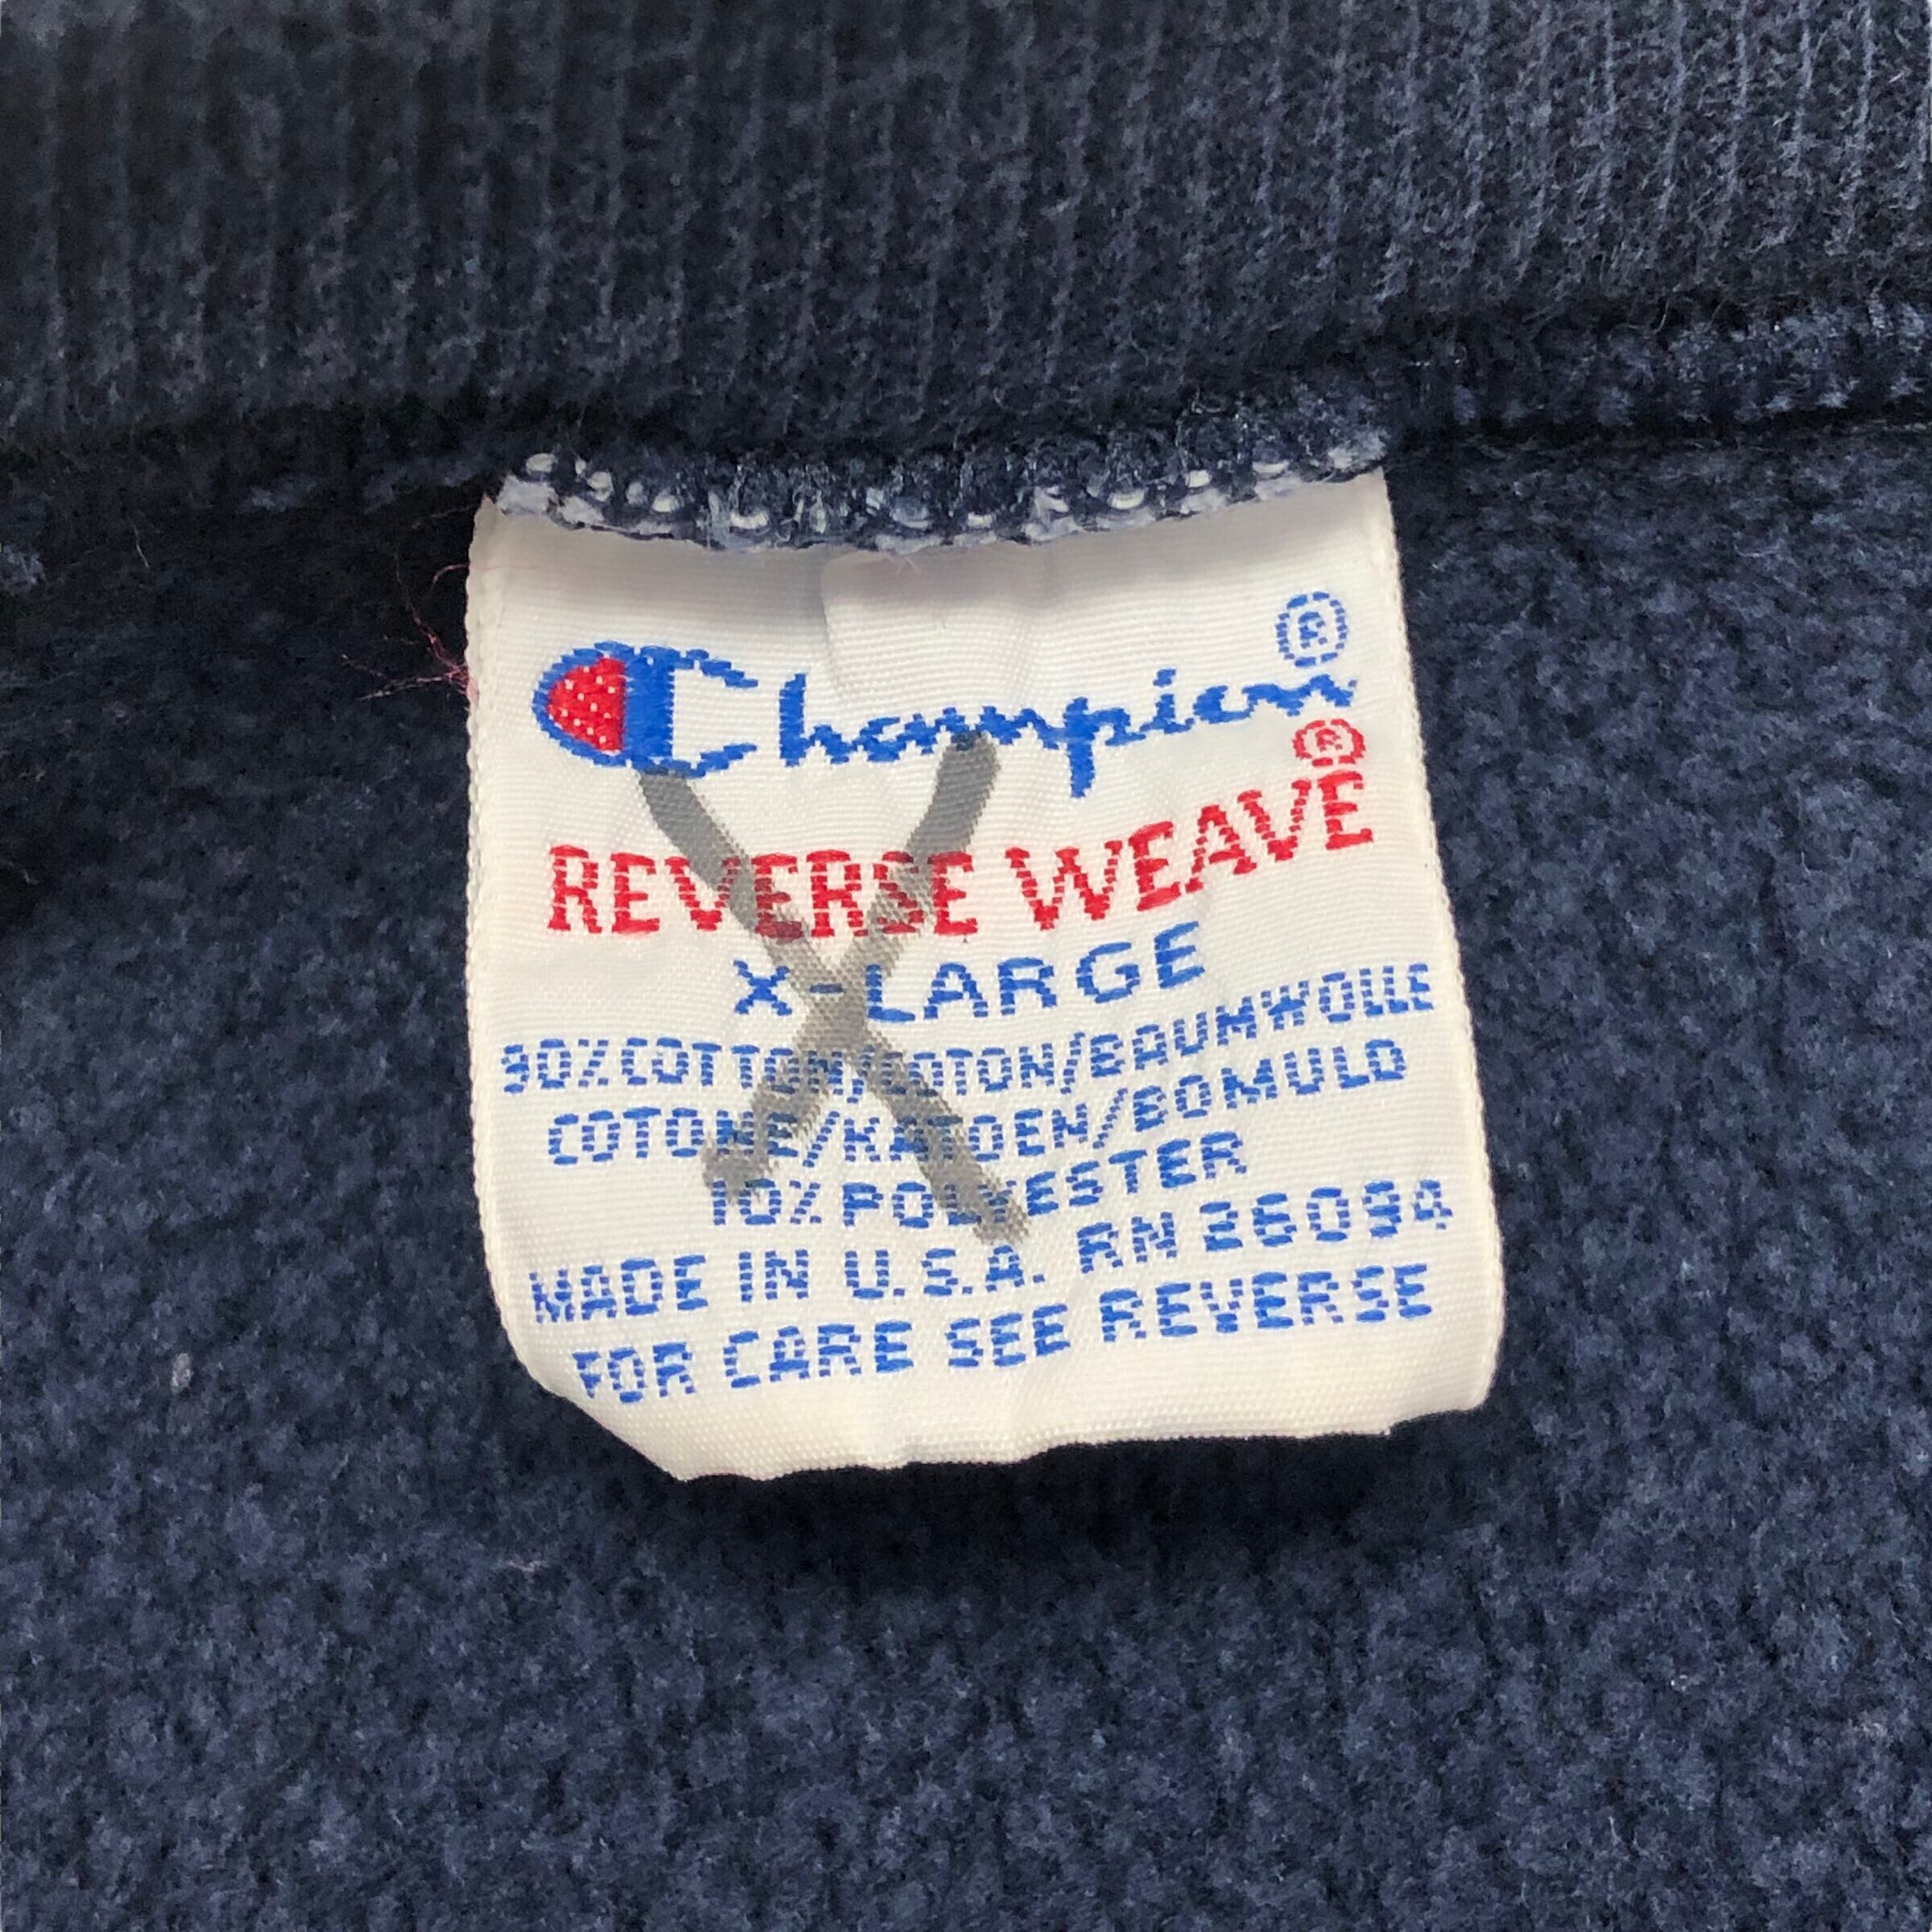 Champion®
REVERSE WEAVE®
X-LARGE
90% COTTON/COTON/BAUMWOLLE
COTONE/KATOEN/BOMULD
10% POLYESTER
MADE IN U.S.A. RN 26094
FOR CARE SEE REVERSE